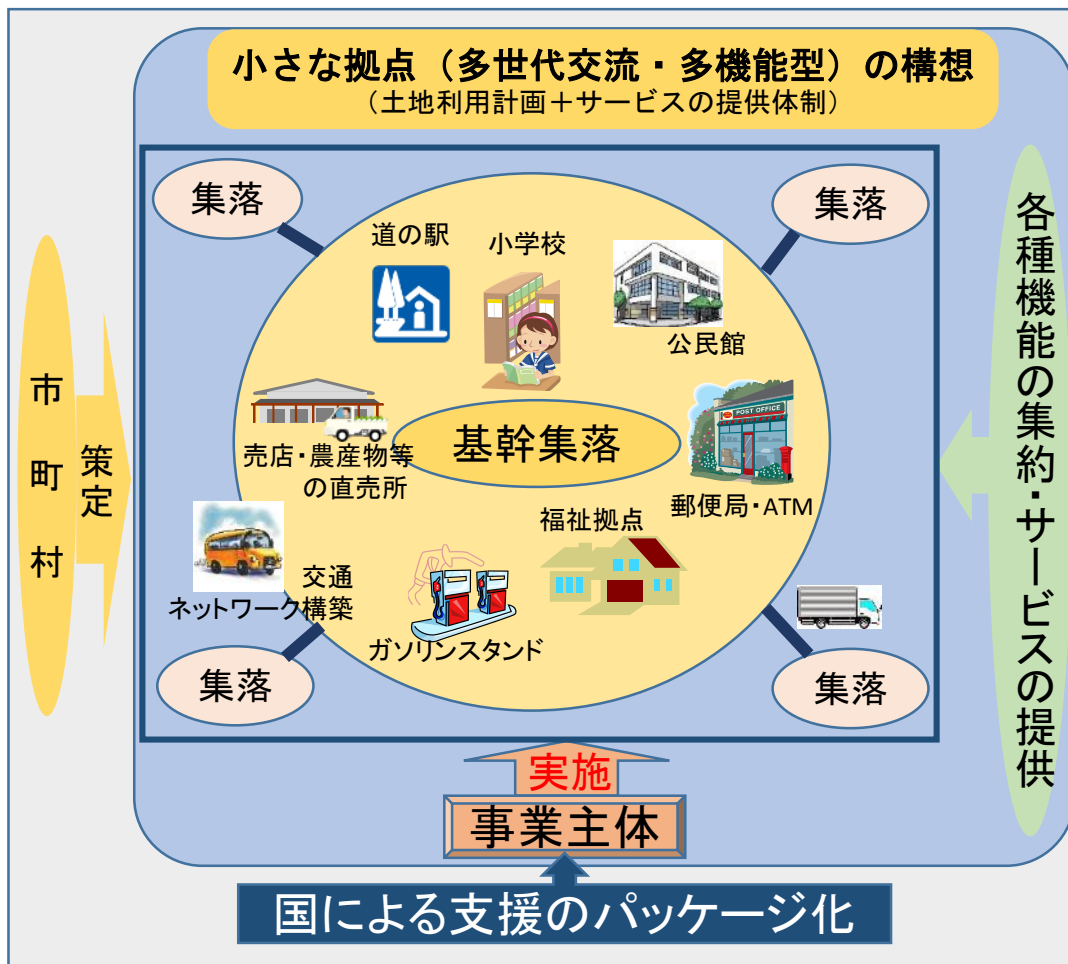 小さな拠点（多世代交流・多機能型）の構想
（土地利用計画＋サービスの提供体制）
集落
集落
道の駅
小学校
公民館
売店・農産物等
の直売所
基幹集落
POST OFFICE
郵便局・ATM
福祉拠点
交通
ネットワーク構築
ガソリンスタンド
集落
集落
市町村
策定
各種機能の集約・サービスの提供
実施
事業主体
国による支援のパッケージ化